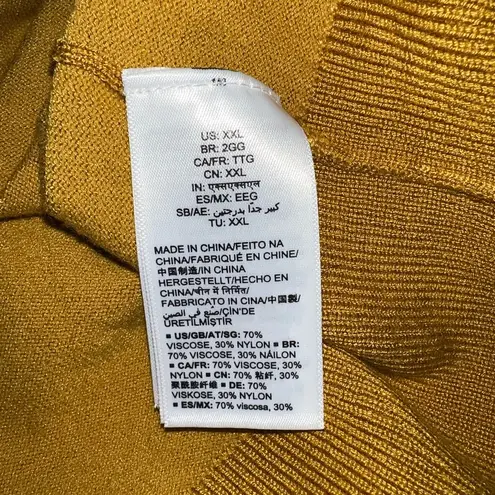 US: XXL
BR: 2GG
CA/FR: TTG
CN: XXL
IN: एक्सएक्सएल
ES/MX: EEG
SB/AE: كبير جدًا بدرجتين
TU: XXL
MADE IN CHINA/FEITO NA
CHINA/FABRIQUÉ EN CHINE/
中国制造/IN CHINA
HERGESTELLT/HECHO EN
CHINA/चीन में निर्मित/
FABBRICATO IN CINA/中国製/
صنع في الصين/ÇİN'DE
ÜRETİLMİŞTİR
▪ US/GB/AT/SG: 70%
VISCOSE, 30% NYLON ▪ BR:
70% VISCOSE, 30% NÁILON
▪ CA/FR: 70% VISCOSE, 30%
NYLON ▪ CN: 70% 粘纤, 30%
聚酰胺纤维 ▪ DE: 70%
VISKOSE, 30% NYLON
▪ ES/MX: 70% viscosa, 30%